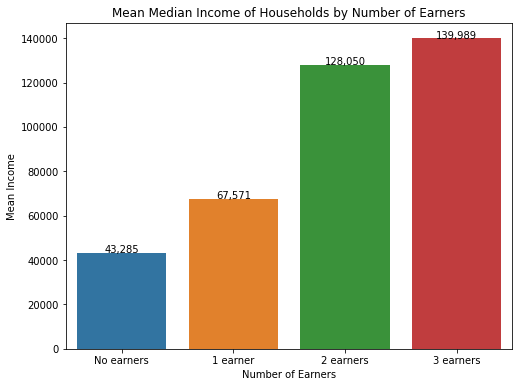 Mean Median Income of Households by Number of Earners
Mean Income
140000
120000
100000
80000
60000
40000
20000
0
43,285
67,571
128,050
139,989
No earners
1 earner
2 earners
3 earners
Number of Earners